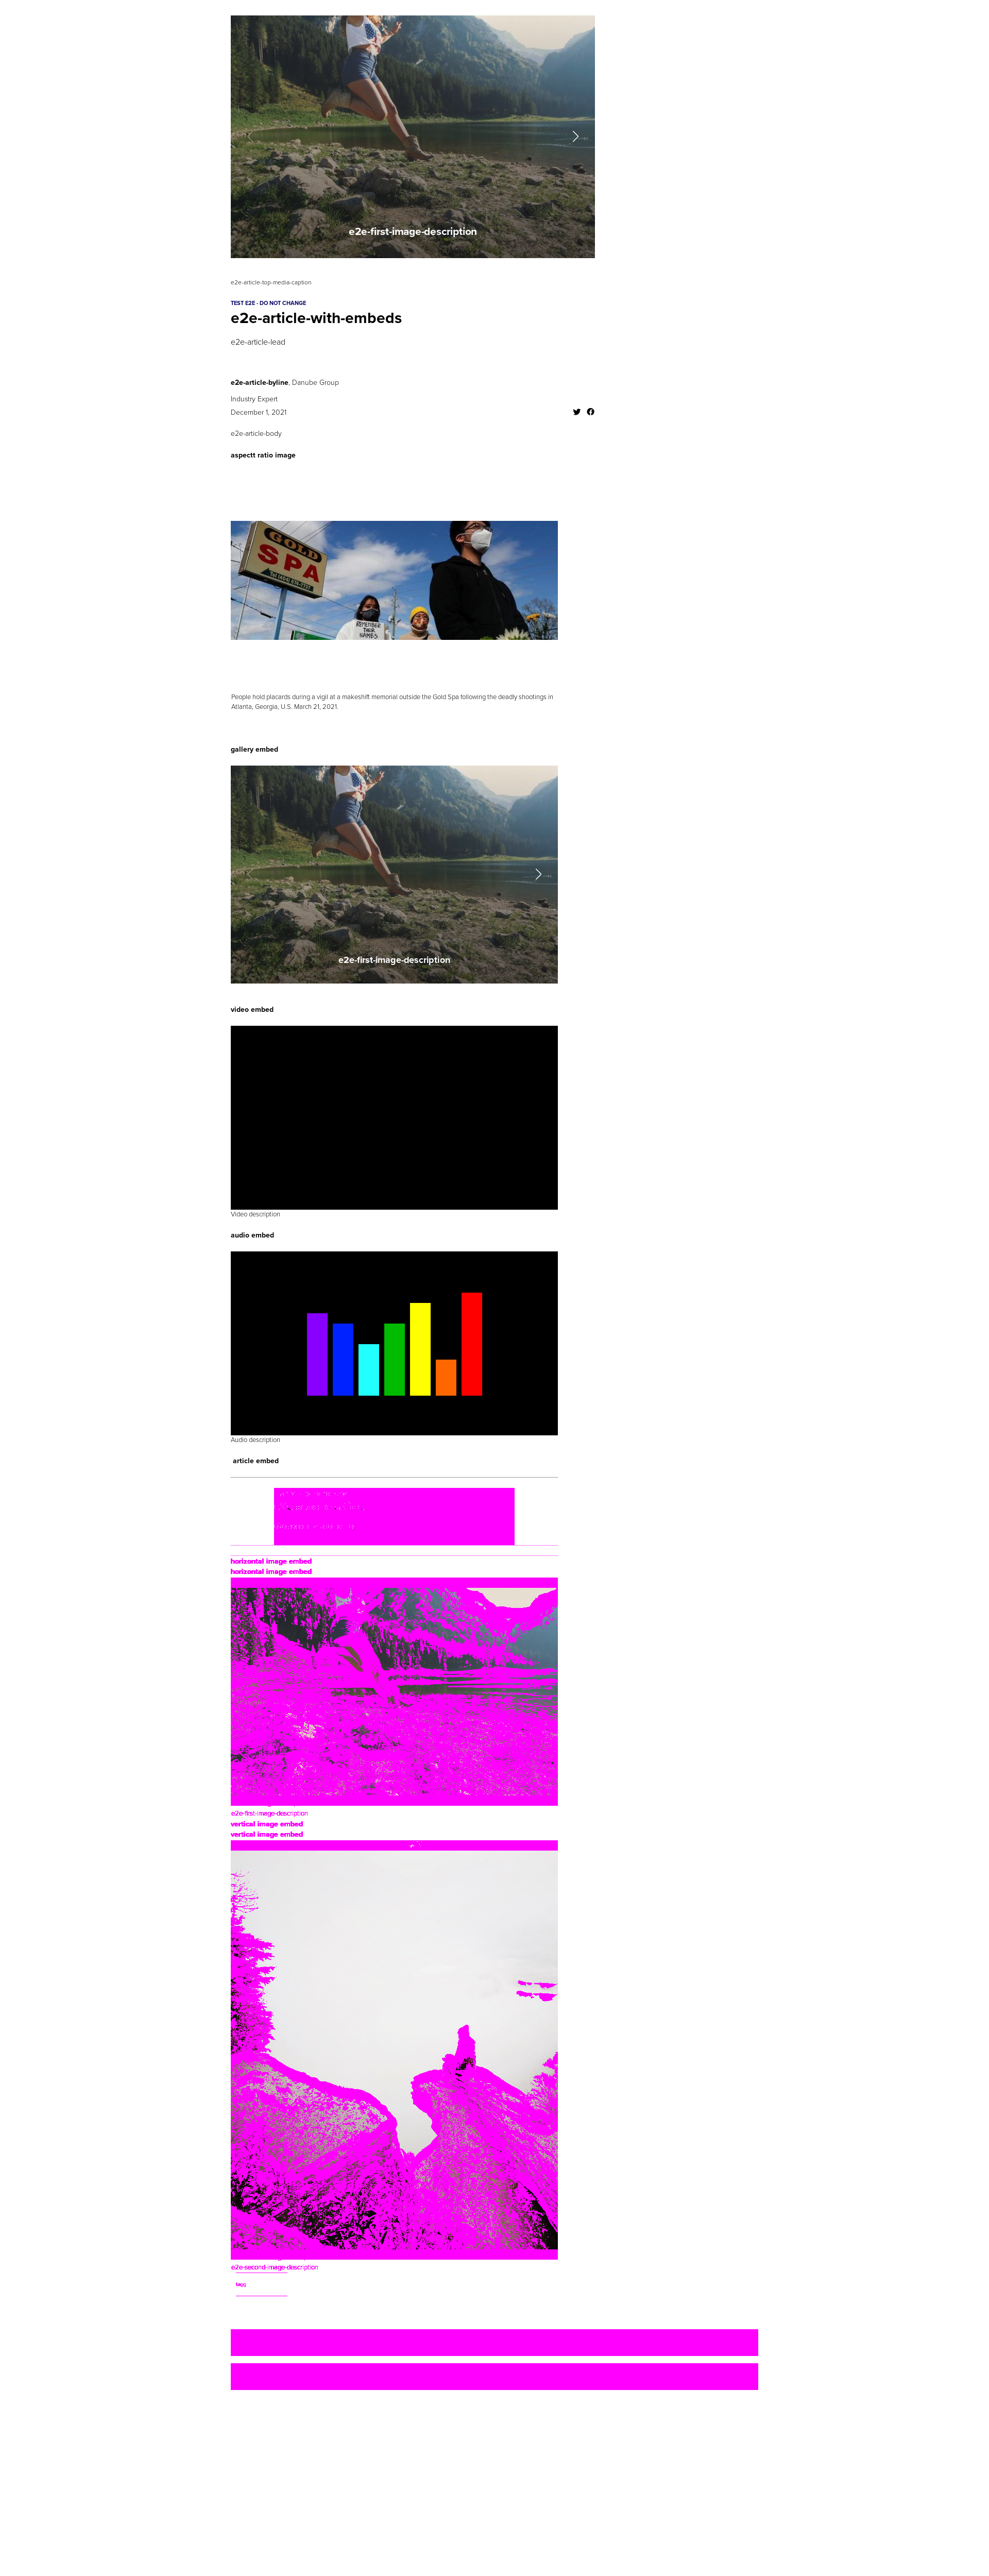 e2e-first-image-description
e2e-article-top-media-caption
TEST E2E - DO NOT CHANGE
e2e-article-with-embeds
e2e-article-lead
e2e-article-byline, Danube Group
Industry Expert
December 1, 2021
e2e-article-body
aspectt ratio image
GOLD
SPA
REMEMBER
THEIR
NAMES
People hold placards during a vigil at a makeshift memorial outside the Gold Spa following the deadly shootings in
Atlanta, Georgia, U.S. March 21, 2021.
gallery embed
e2e-first-image-description
video embed
Video description
audio embed
Audio description
article embed
horizontal image embed
horizontal image embed
e2e-first-image-description
vertical image embed
vertical image embed
e2e-second-image-description
tags